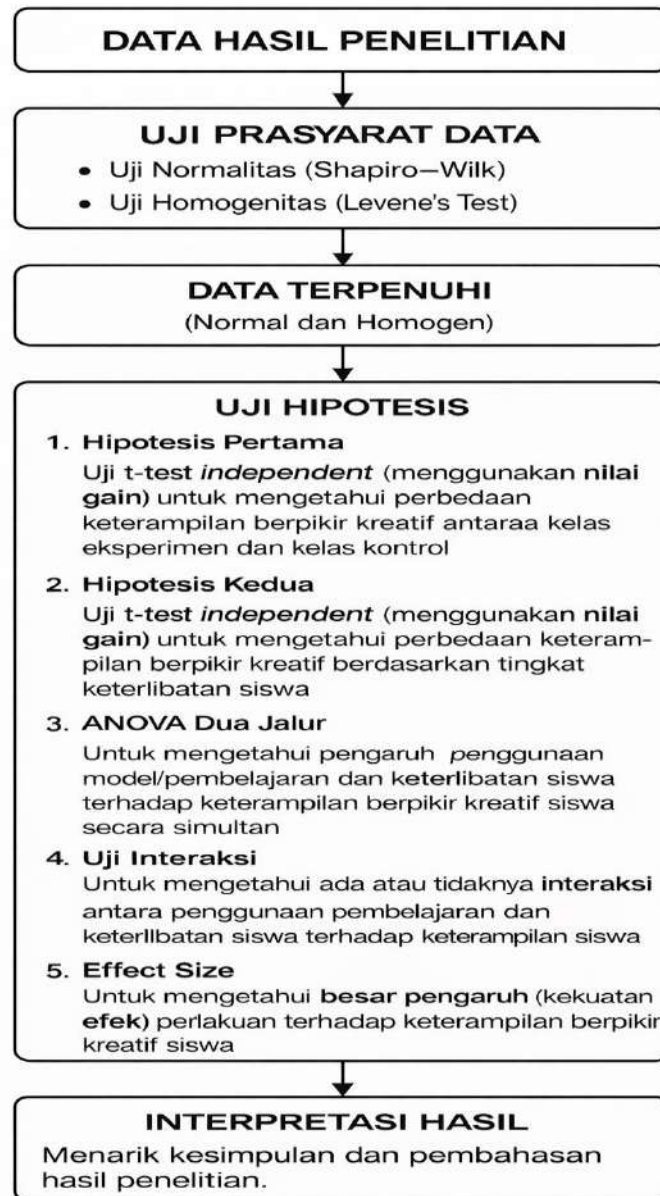 DATA HASIL PENELITIAN
UJI PRASYARAT DATA
• Uji Normalitas (Shapiro–Wilk)
• Uji Homogenitas (Levene's Test)
DATA TERPENUHI
(Normal dan Homogen)
UJI HIPOTESIS
1. Hipotesis Pertama
Uji t-test independent (menggunakan nilai
gain) untuk mengetahui perbedaan
keterampilan berpikir kreatif antaraa kelas
eksperimen dan kelas kontrol
2. Hipotesis Kedua
Uji t-test independent (menggunakan nilai
gain) untuk mengetahui perbedaan keteram-
pilan berpikir kreatif berdasarkan tingkat
keterlibatan siswa
3. ANOVA Dua Jalur
Untuk mengetahui pengaruh penggunaan
model/pembelajaran dan keterlibatan siswa
terhadap keterampilan berpikir kreatif siswa
secara simultan
4. Uji Interaksi
Untuk mengetahui ada atau tidaknya interaksi
antara penggunaan pembelajaran dan
keterlibatan siswa terhadap keterampilan siswa
5. Effect Size
Untuk mengetahui besar pengaruh (kekuatan
efek) perlakuan terhadap keterampilan berpikir
kreatif siswa
INTERPRETASI HASIL
Menarik kesimpulan dan pembahasan
hasil penelitian.